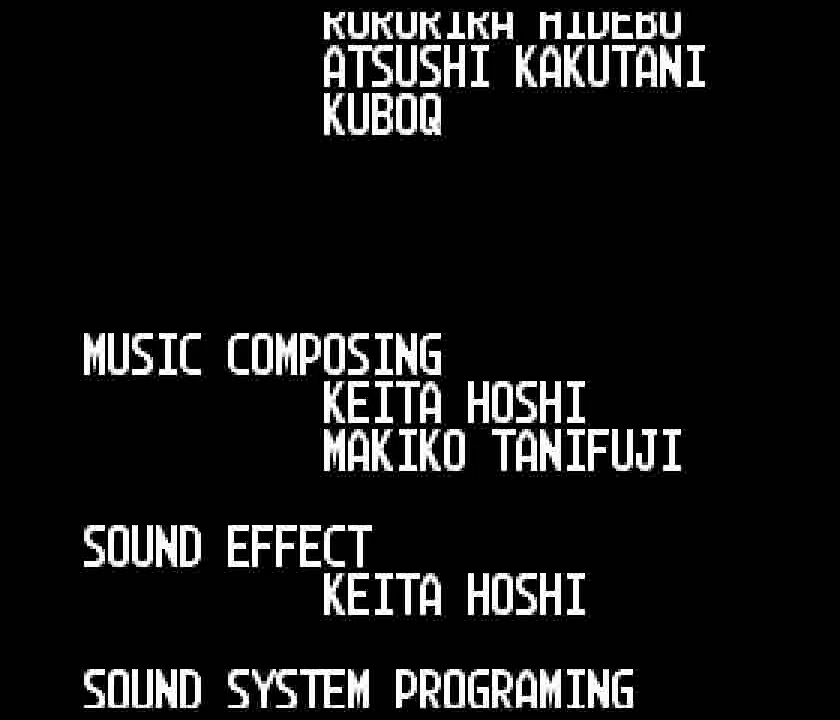 ATSUSHI KAKUTANI
KUBOQ
MUSIC COMPOSING
KEITA HOSHI
MAKIKO TANIFUJI
SOUND EFFECT
KEITA HOSHI
SOUND SYSTEM PROGRAMING